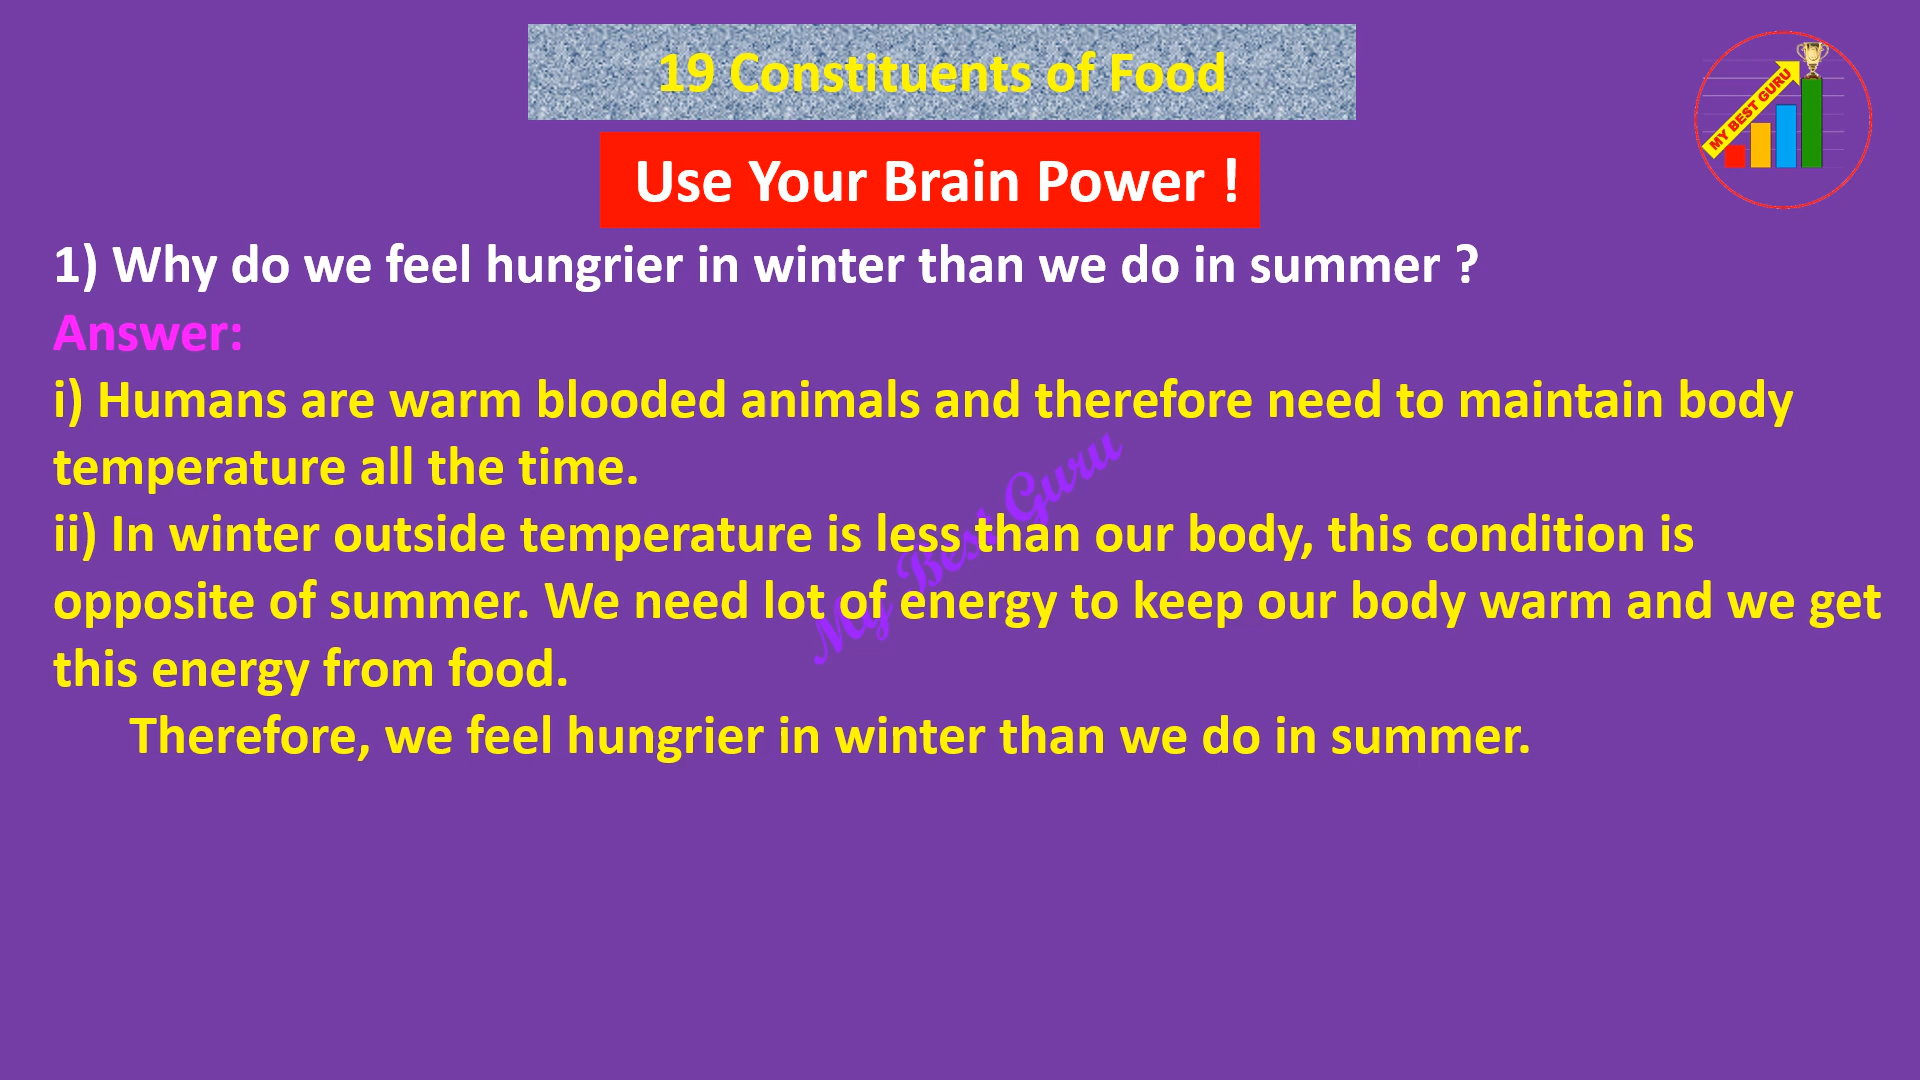 19 Constituents of Food
MY BEST GURU
Use Your Brain Power !
1) Why do we feel hungrier in winter than we do in summer ?
Answer:
i) Humans are warm blooded animals and therefore need to maintain body
temperature all the time.
ii) In winter outside temperature is less than our body, this condition is
opposite of summer. We need lot of energy to keep our body warm and we get
this energy from food.
Therefore, we feel hungrier in winter than we do in summer.
My Best Guru